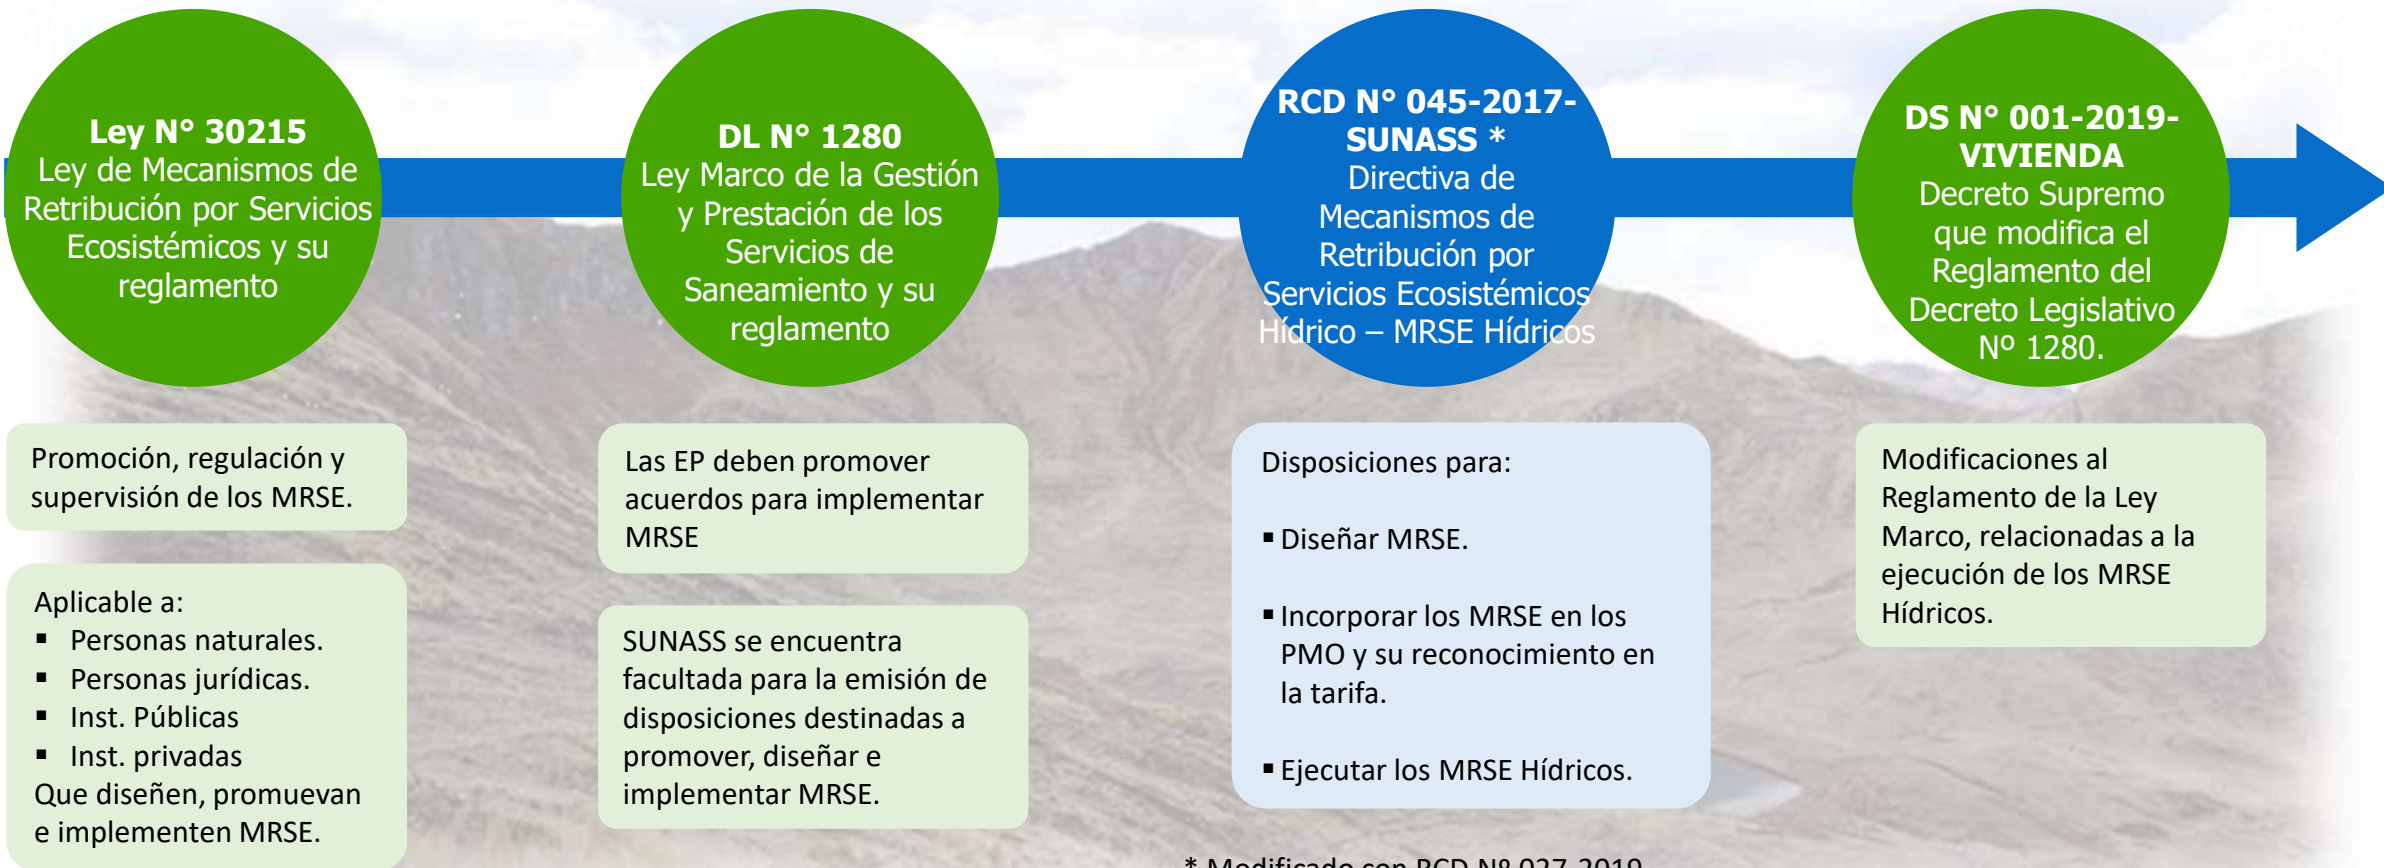 Ley N° 30215
Ley de Mecanismos de
Retribución por Servicios
Ecosistémicos y su
reglamento
DL N° 1280
Ley Marco de la Gestión
y Prestación de los
Servicios de
Saneamiento y su
reglamento
RCD N° 045-2017-
SUNASS *
Directiva de
Mecanismos de
Retribución por
Servicios Ecosistémicos
Hídrico – MRSE Hídricos
DS N° 001-2019-
VIVIENDA
Decreto Supremo
que modifica el
Reglamento del
Decreto Legislativo
Nº 1280.
Promoción, regulación y
supervisión de los MRSE.
Aplicable a:
▪ Personas naturales.
▪ Personas jurídicas.
▪ Inst. Públicas
▪ Inst. privadas
Que diseñen, promuevan
e implementen MRSE.
Las EP deben promover
acuerdos para implementar
MRSE
SUNASS se encuentra
facultada para la emisión de
disposiciones destinadas a
promover, diseñar e
implementar MRSE.
Disposiciones para:
▪ Diseñar MRSE.
▪ Incorporar los MRSE en los
PMO y su reconocimiento en
la tarifa.
▪ Ejecutar los MRSE Hídricos.
Modificaciones al
Reglamento de la Ley
Marco, relacionadas a la
ejecución de los MRSE
Hídricos.
* Modificado con RCD Nº 027-2019